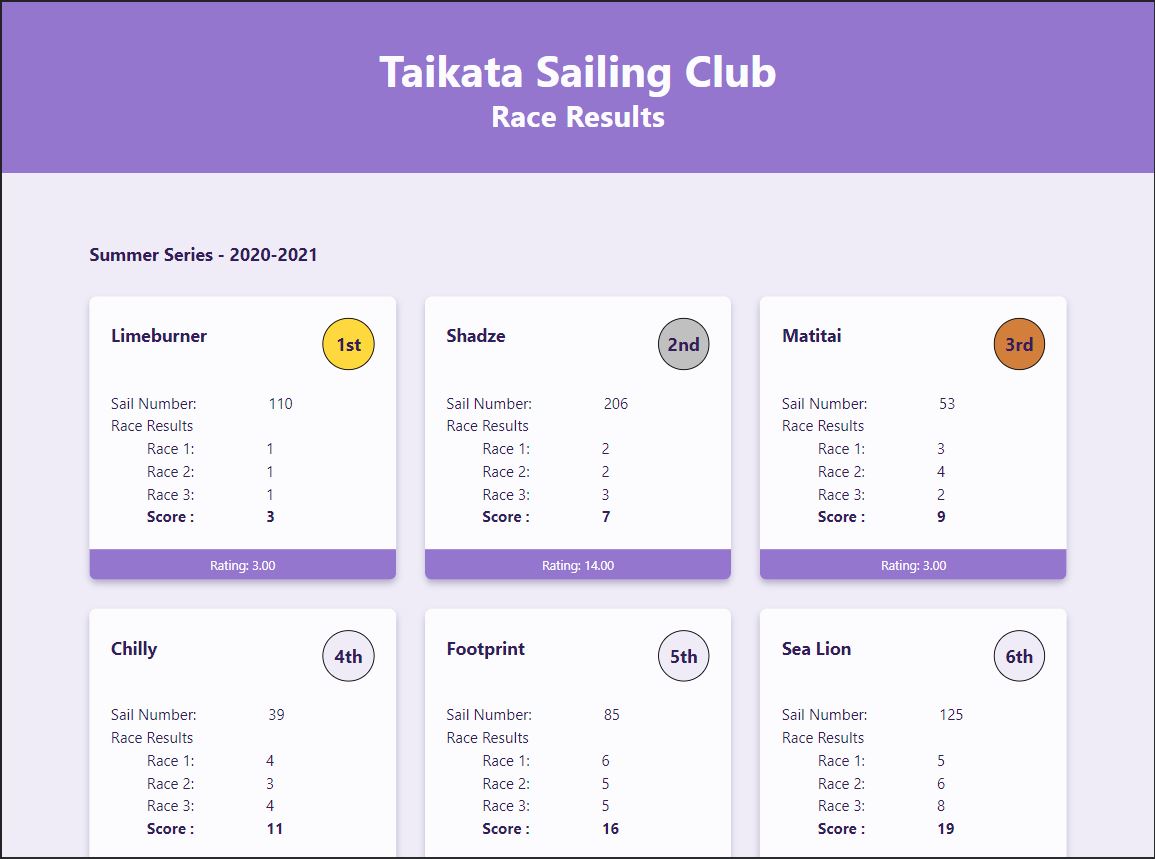 Taikata Sailing Club
Race Results
Summer Series - 2020-2021
Limeburner
1st
Sail Number: 110
Race Results
Race 1: 1
Race 2: 1
Race 3: 1
Score : 3
Rating: 3.00
Shadze
2nd
Sail Number: 206
Race Results
Race 1: 2
Race 2: 2
Race 3: 3
Score : 7
Rating: 14.00
Matitai
3rd
Sail Number: 53
Race Results
Race 1: 3
Race 2: 4
Race 3: 2
Score : 9
Rating: 3.00
Chilly
4th
Sail Number: 39
Race Results
Race 1: 4
Race 2: 3
Race 3: 4
Score : 11
Footprint
5th
Sail Number: 85
Race Results
Race 1: 6
Race 2: 5
Race 3: 5
Score : 16
Sea Lion
6th
Sail Number: 125
Race Results
Race 1: 5
Race 2: 6
Race 3: 8
Score : 19